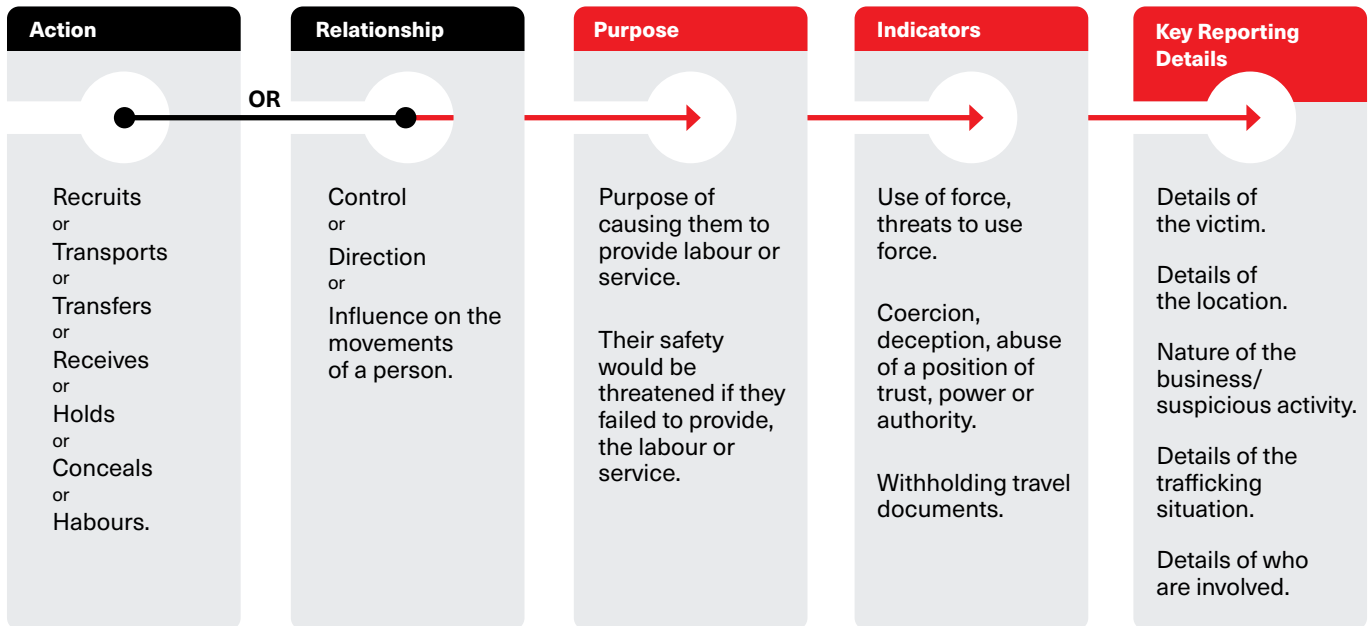 Action
Recruits
or
Transports
or
Transfers
or
Receives
or
Holds
or
Conceals
or
Habours.
OR
Relationship
Control
or
Direction
or
Influence on the
movements
of a person.
Purpose
Purpose of
causing them to
provide labour or
service.
Their safety
would be
threatened if they
failed to provide,
the labour or
service.
Indicators
Use of force,
threats to use
force.
Coercion,
deception, abuse
of a position of
trust, power or
authority.
Withholding travel
documents.
Key Reporting
Details
Details of
the victim.
Details of
the location.
Nature of the
business/
suspicious activity.
Details of the
trafficking
situation.
Details of who
are involved.